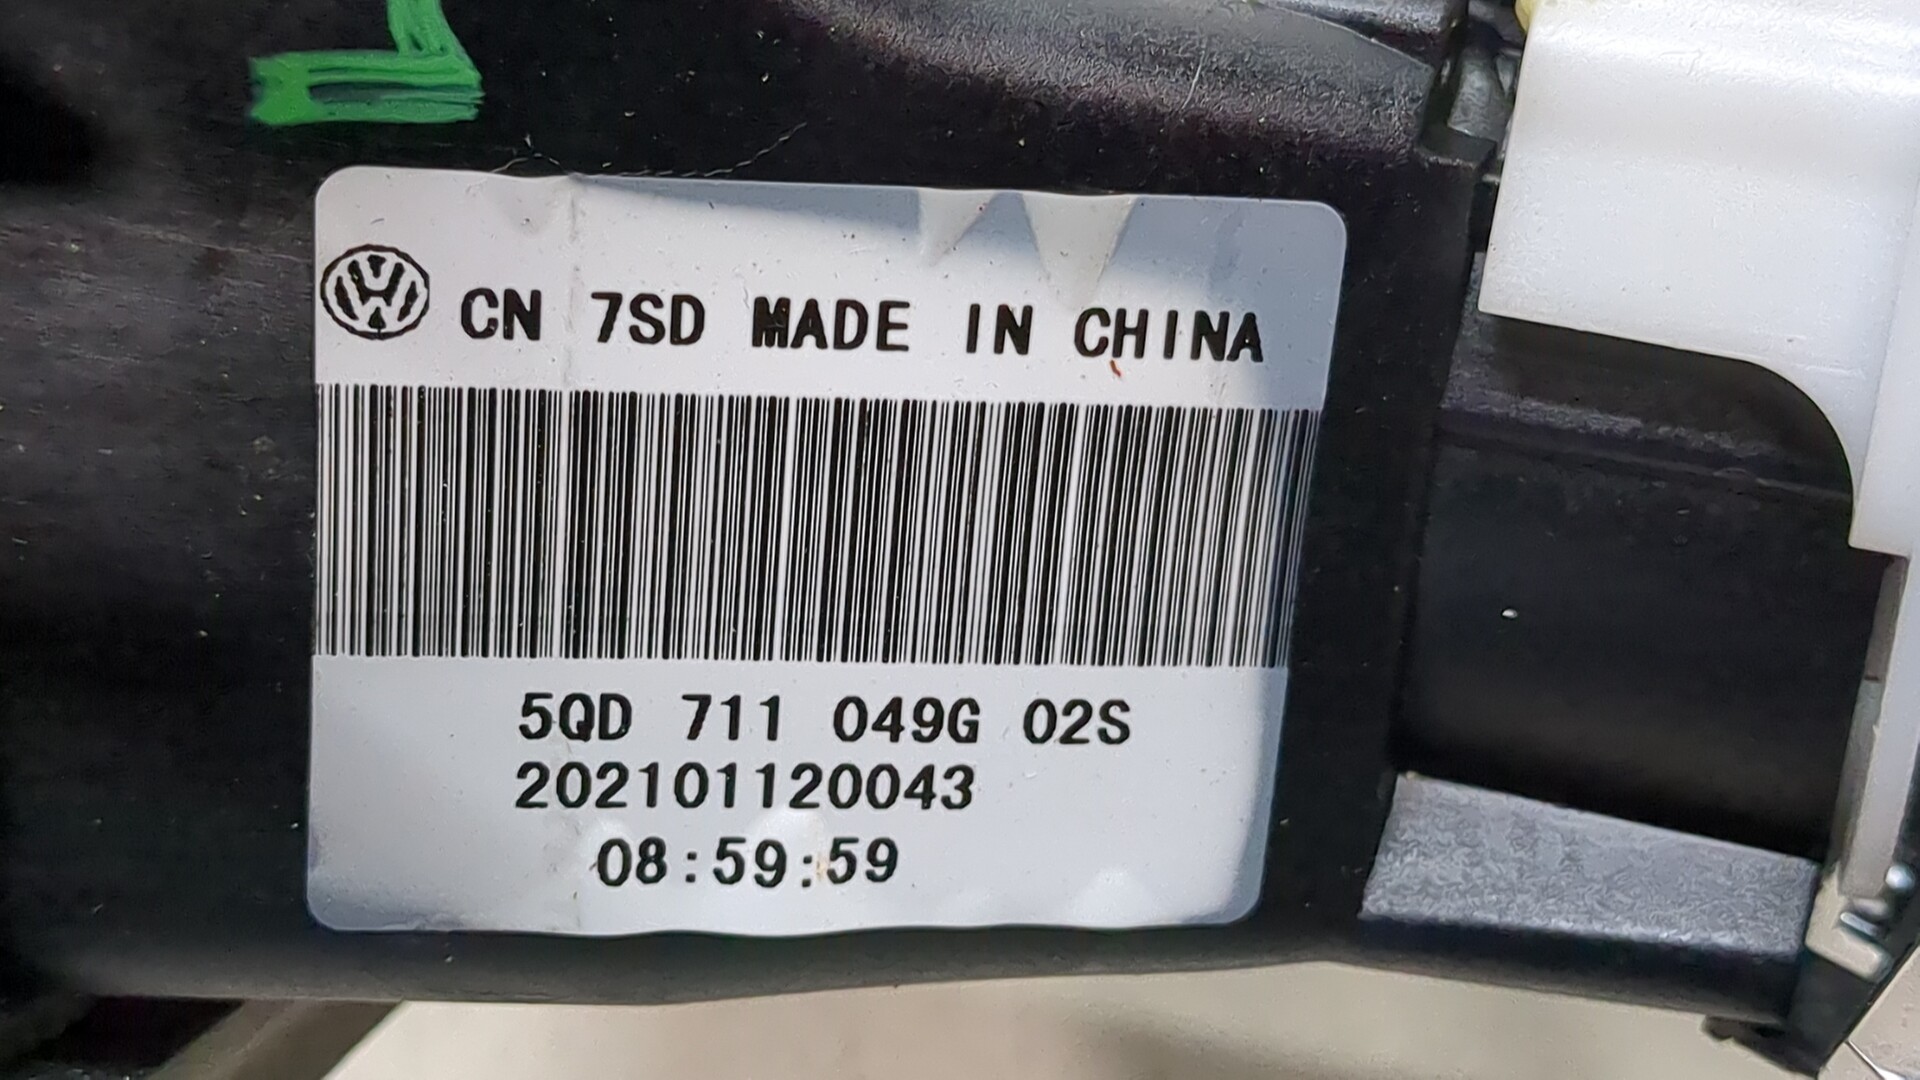 CN 7SD MADE IN CHINA
5QD 711 049G 02S
202101120043
08:59:59